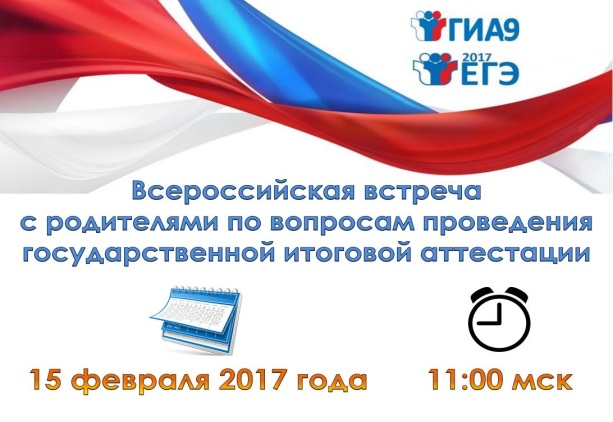 ГИА9
2017
ЕГЭ
Всероссийская встреча
с родителями по вопросам проведения
государственной итоговой аттестации
15 февраля 2017 года 11:00 мск